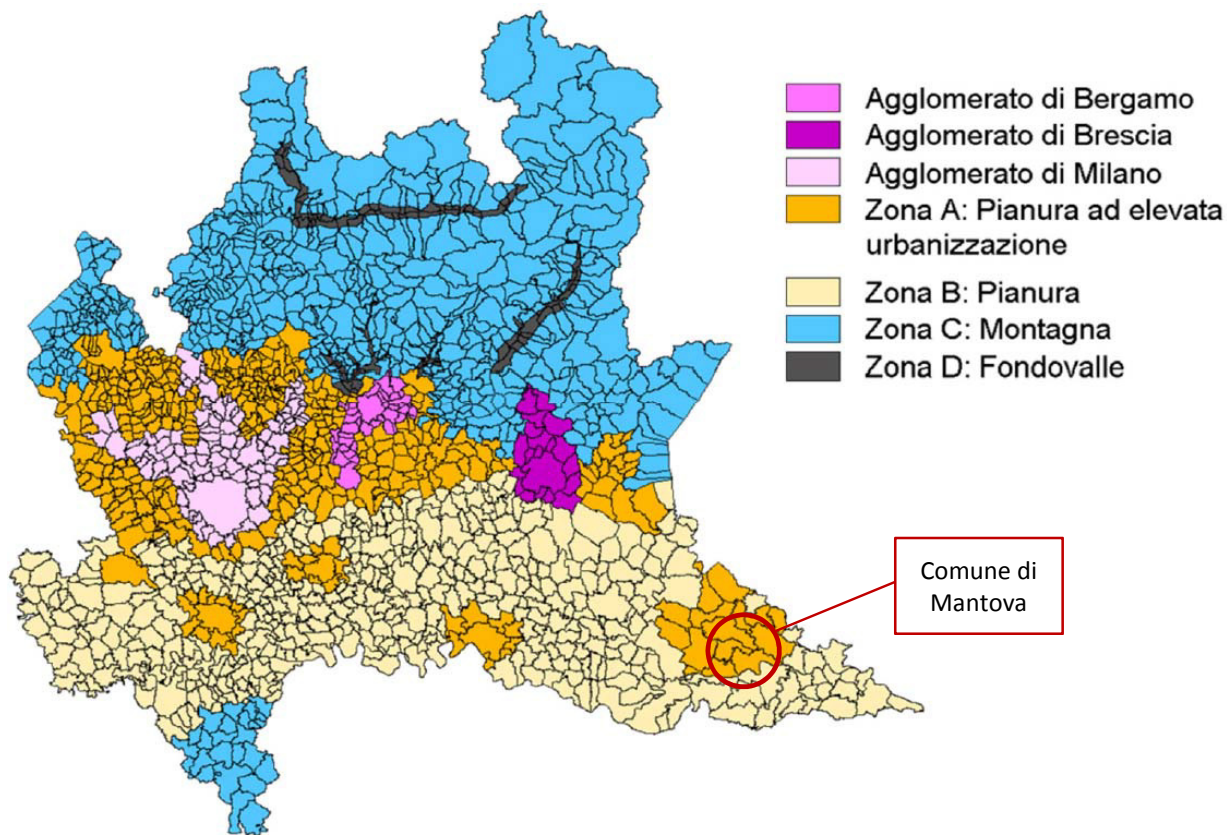 Agglomerato di Bergamo
Agglomerato di Brescia
Agglomerato di Milano
Zona A: Pianura ad elevata
urbanizzazione
Zona B: Pianura
Zona C: Montagna
Zona D: Fondovalle
Comune di
Mantova